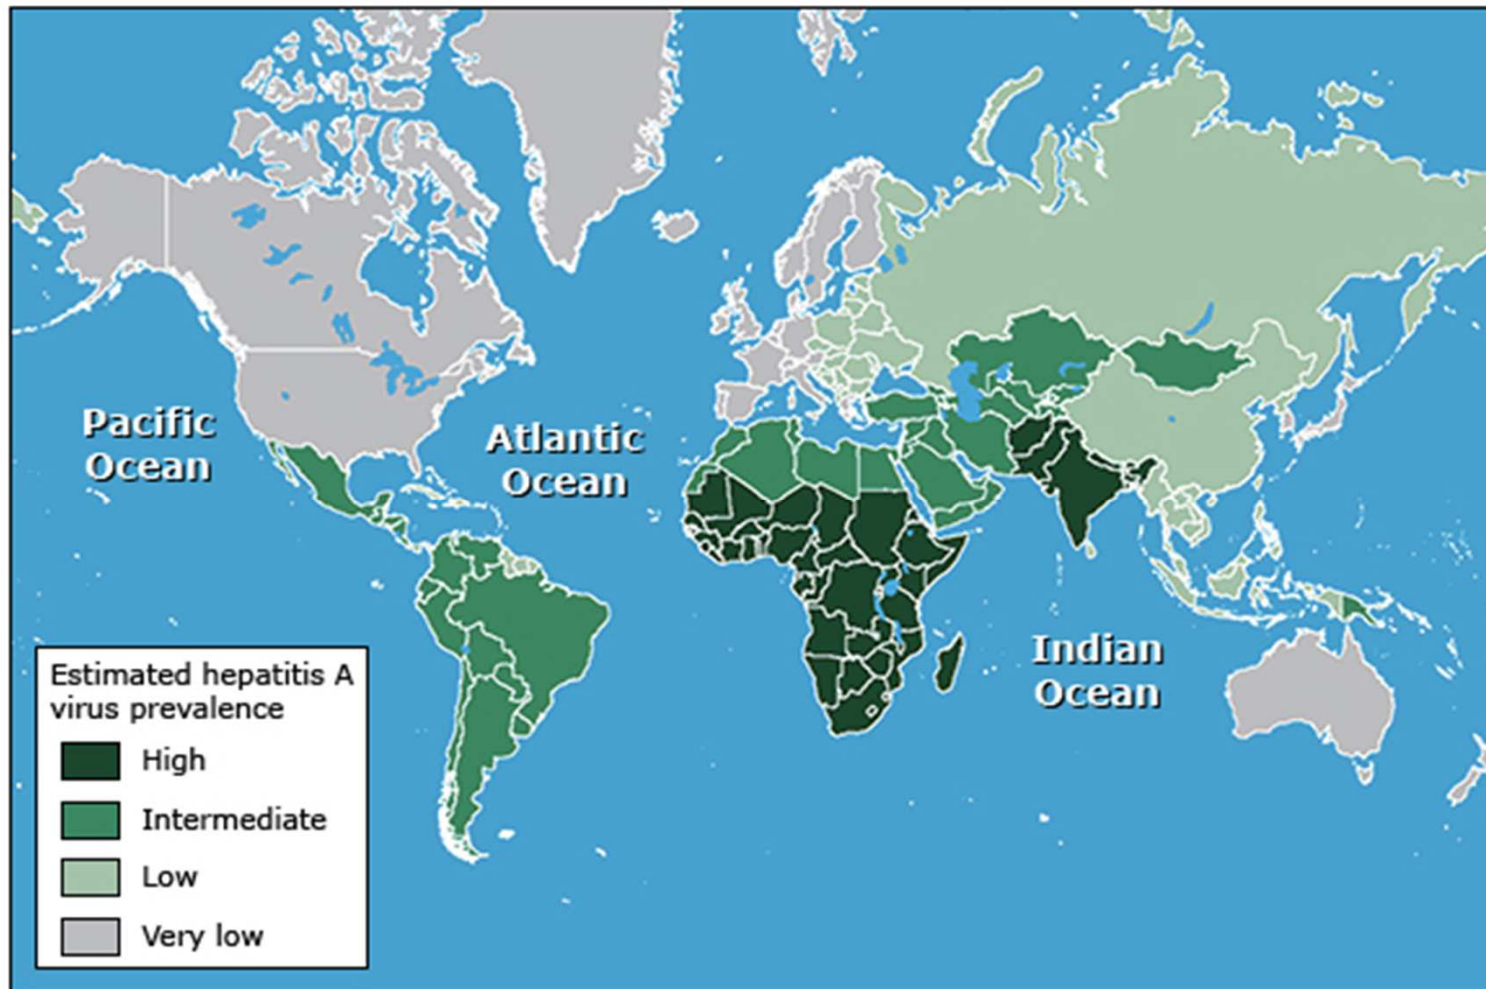 Pacific
Ocean
Atlantic
Ocean
Indian
Ocean
Estimated hepatitis A
virus prevalence
High
Intermediate
Low
Very low